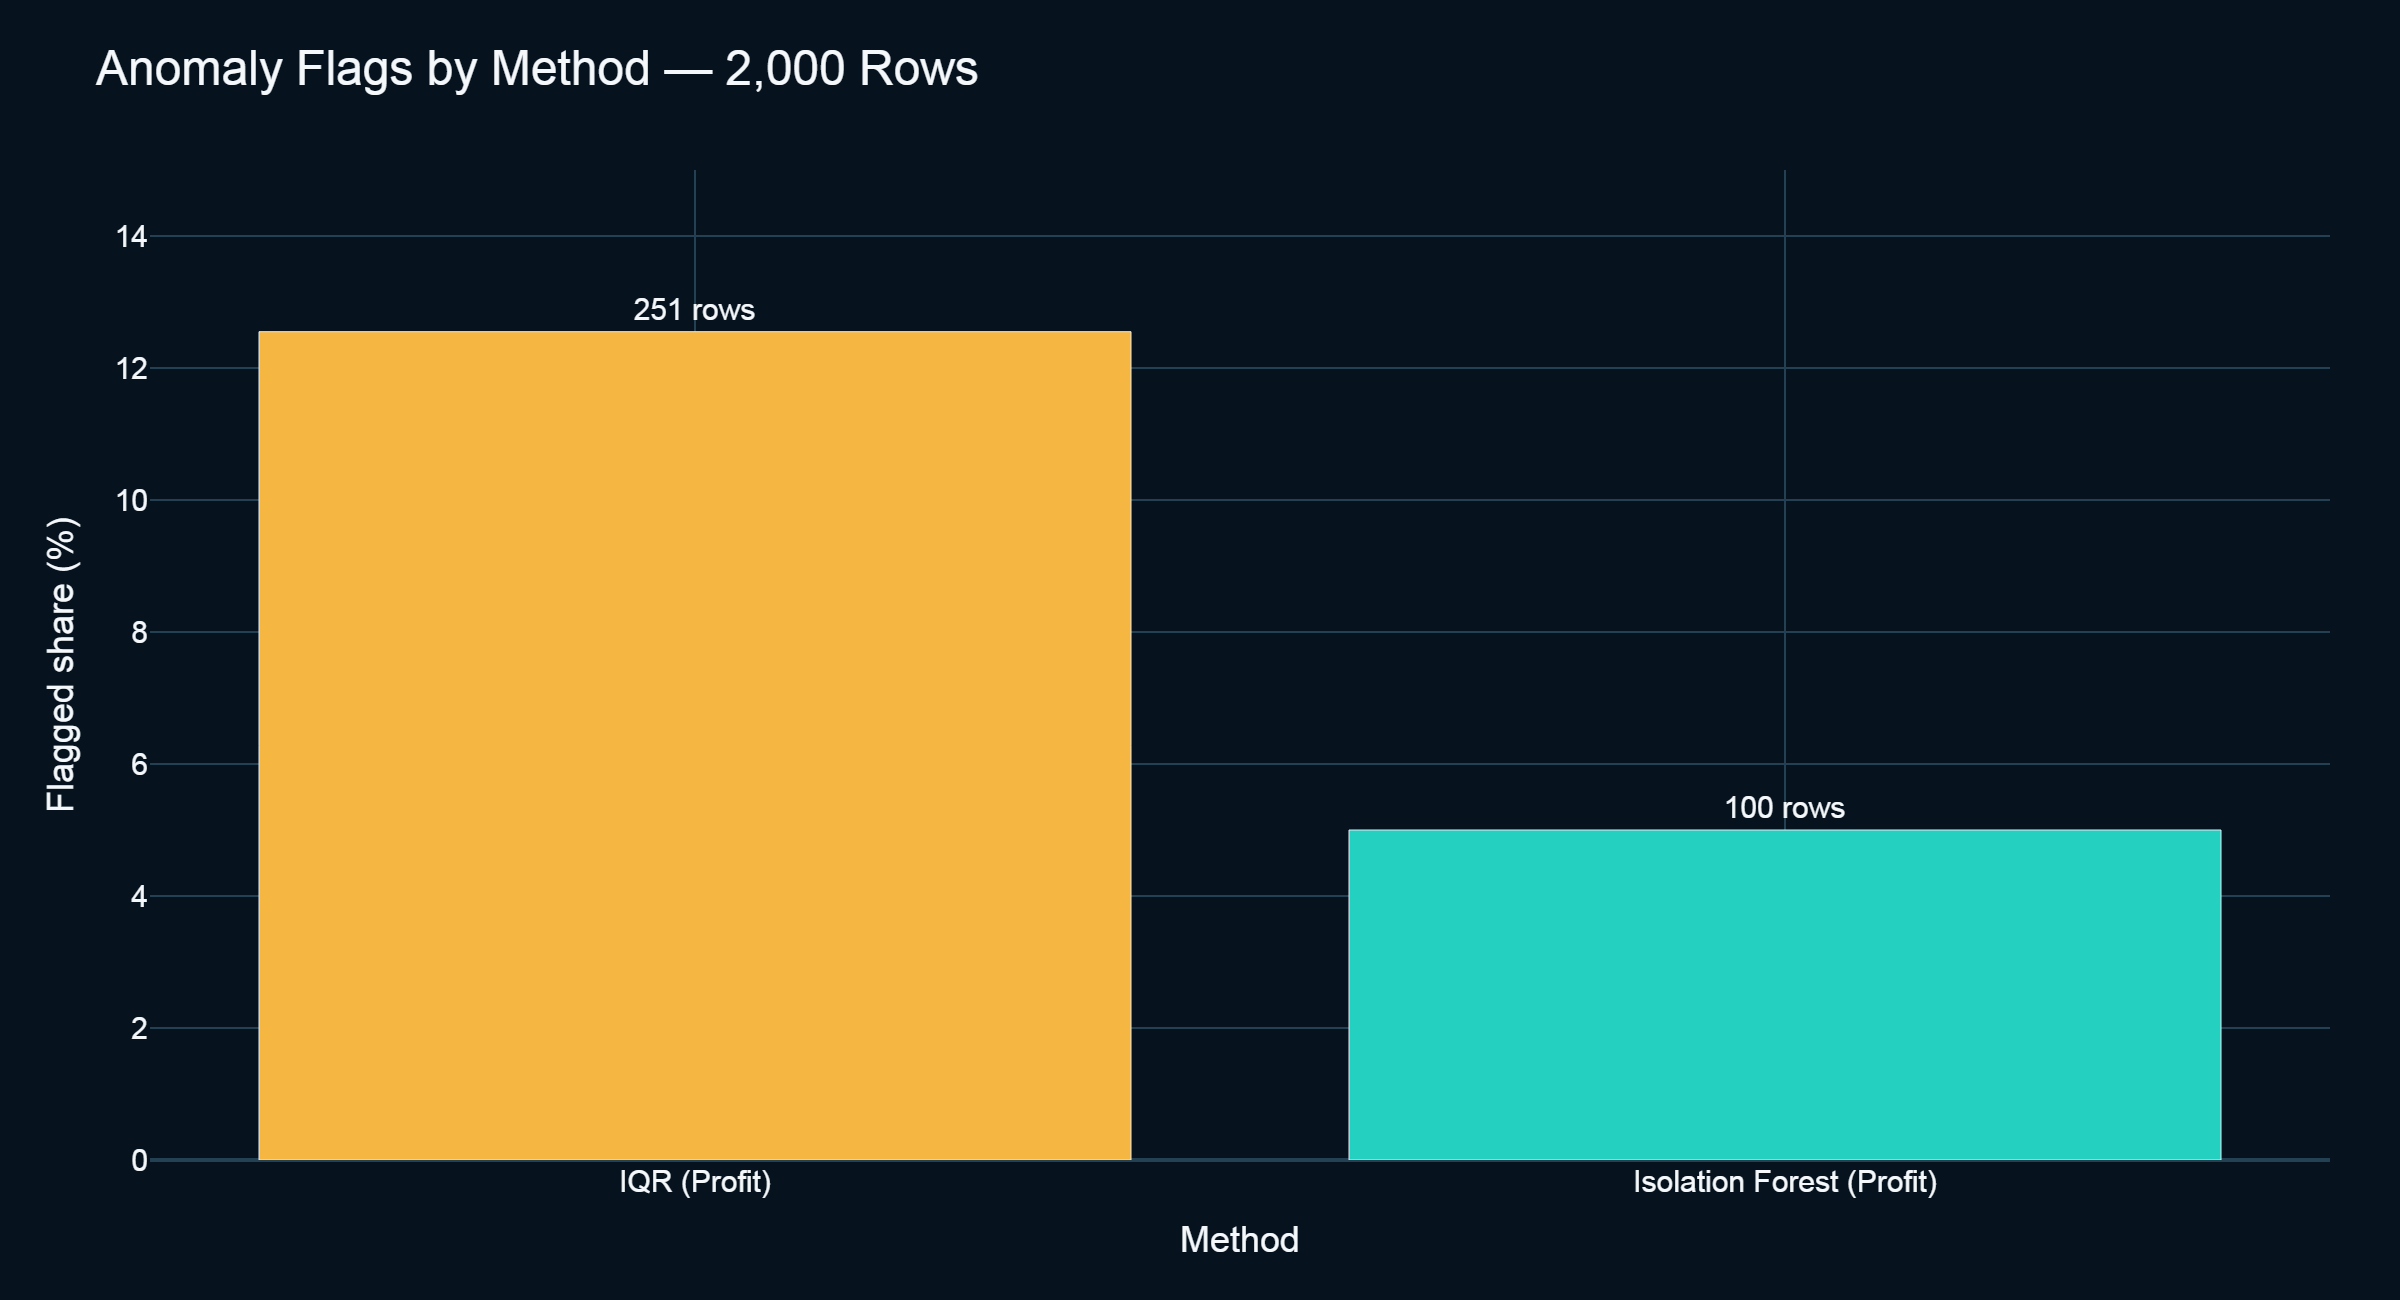 Anomaly Flags by Method — 2,000 Rows
14
12
10
8
6
4
2
0
Flagged share (%)
251 rows
100 rows
IQR (Profit)
Isolation Forest (Profit)
Method